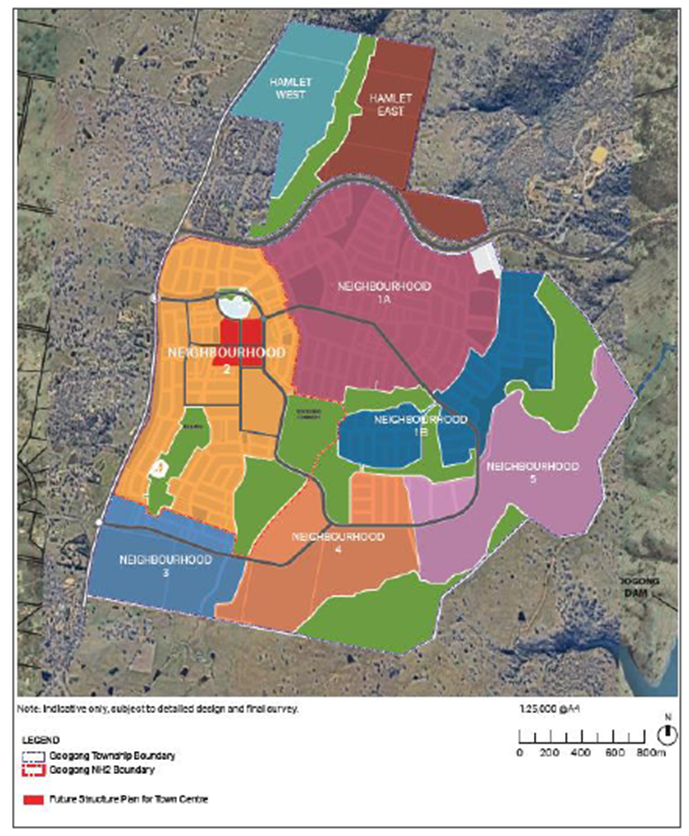 HAMLET
WEST
HAMLET
EAST
NEIGHBOURHOOD
1A
NEIGHBOURHOOD
2
NEIGHBOURHOOD
1B
NEIGHBOURHOOD
5
NEIGHBOURHOOD
4
NEIGHBOURHOOD
3
DAM
Note: Indicative only, subject to detailed design and final survey.
1:25,000 @A4
N
0 200 400 600 800m
LEGEND
Googong Township Boundary
Googong NH2 Boundary
Future Structure Plan for Town Centre